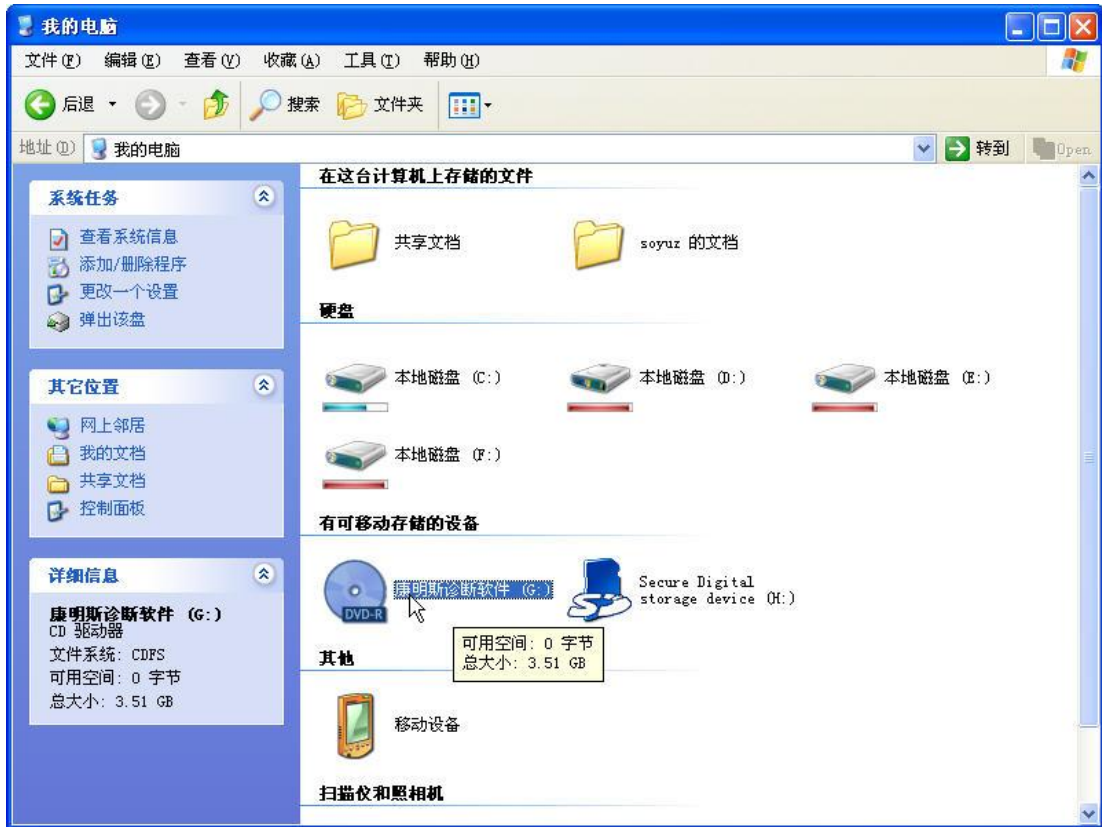 我的电脑
文件(F) 编辑(E) 查看(V) 收藏(A) 工具(T) 帮助(H)
后退 搜索 文件夹
地址(D) 我的电脑 转到 Open
系统任务
查看系统信息
添加/删除程序
更改一个设置
弹出该盘
其它位置
网上邻居
我的文档
共享文档
控制面板
详细信息
康明斯诊断软件 (G:)
CD 驱动器
文件系统: CDFS
可用空间: 0 字节
总大小: 3.51 GB
在这台计算机上存储的文件
共享文档 soyuz 的文档
硬盘
本地磁盘 (C:) 本地磁盘 (D:) 本地磁盘 (E:)
本地磁盘 (F:)
有可移动存储的设备
DVD-R
康明斯诊断软件 (G:)
Secure Digital
storage device (H:)
可用空间: 0 字节
总大小: 3.51 GB
其他
移动设备
扫描仪和照相机